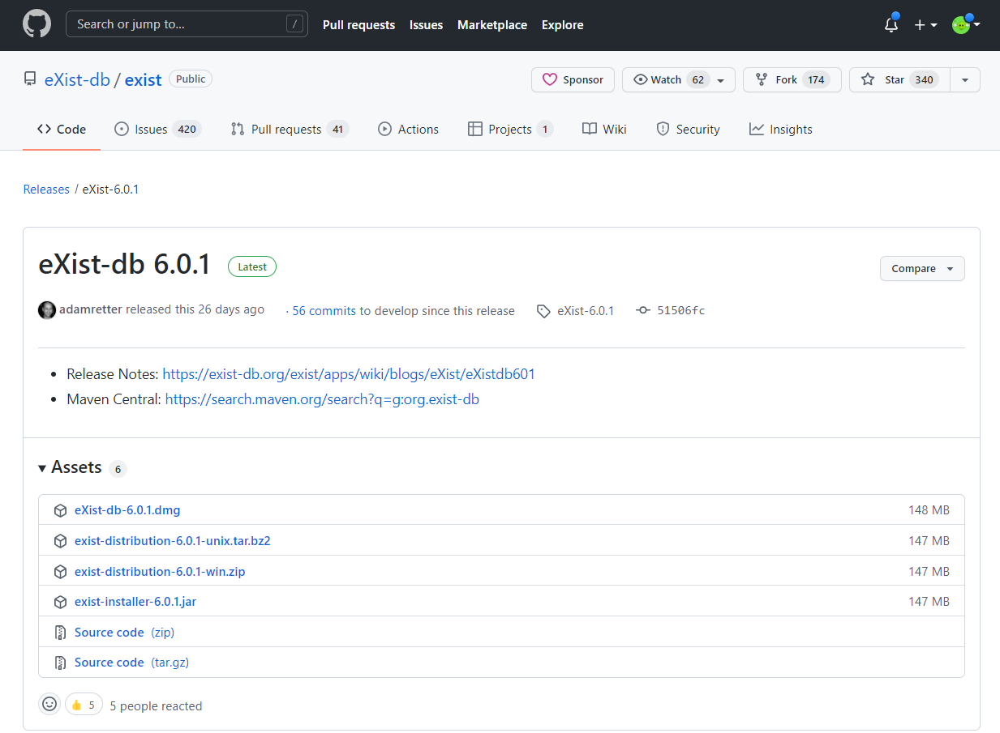 Search or jump to... / Pull requests Issues Marketplace Explore
eXist-db / exist Public Sponsor Watch 62 Fork 174 Star 340
Code Issues 420 Pull requests 41 Actions Projects 1 Wiki Security Insights
Releases / eXist-6.0.1
eXist-db 6.0.1 Latest Compare
adamretter released this 26 days ago · 56 commits to develop since this release eXist-6.0.1 51506fc
• Release Notes: https://exist-db.org/exist/apps/wiki/blogs/eXist/eXistdb601
• Maven Central: https://search.maven.org/search?q=g:org.exist-db
Assets 6
eXist-db-6.0.1.dmg 148 MB
exist-distribution-6.0.1-unix.tar.bz2 147 MB
exist-distribution-6.0.1-win.zip 147 MB
exist-installer-6.0.1.jar 147 MB
Source code (zip)
Source code (tar.gz)
5 5 people reacted